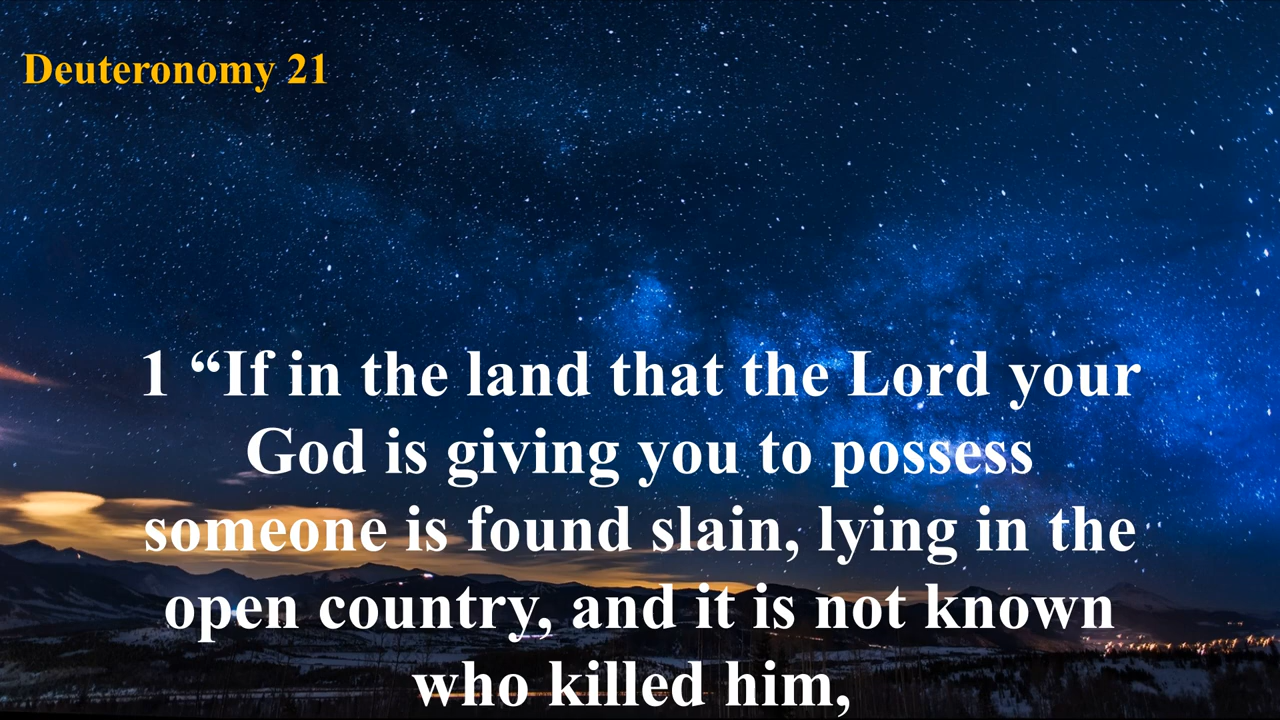 Deuteronomy 21
1 “If in the land that the Lord your
God is giving you to possess
someone is found slain, lying in the
open country, and it is not known
who killed him,